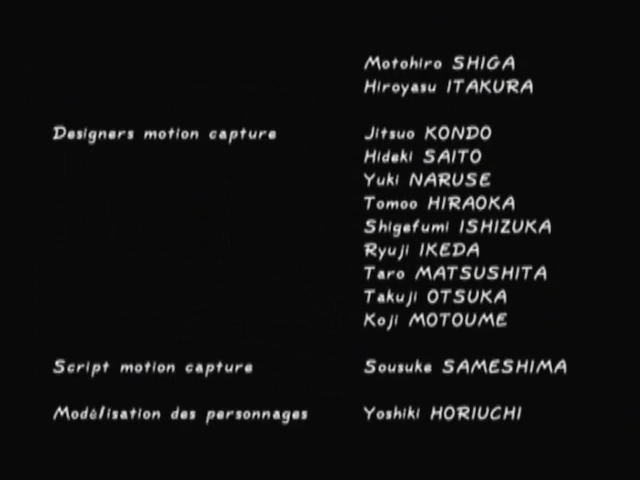 Motohiro SHIGA
Hiroyasu ITAKURA
Designers motion capture Jitsuo KONDO
Hideki SAITO
Yuki NARUSE
Tomoo HIRAOKA
Shigefumi ISHIZUKA
Ryuji IKEDA
Taro MATSUSHITA
Takuji OTSUKA
Koji MOTOUME
Script motion capture Sousuke SAMESHIMA
Modélisation des personnages Yoshiki HORIUCHI